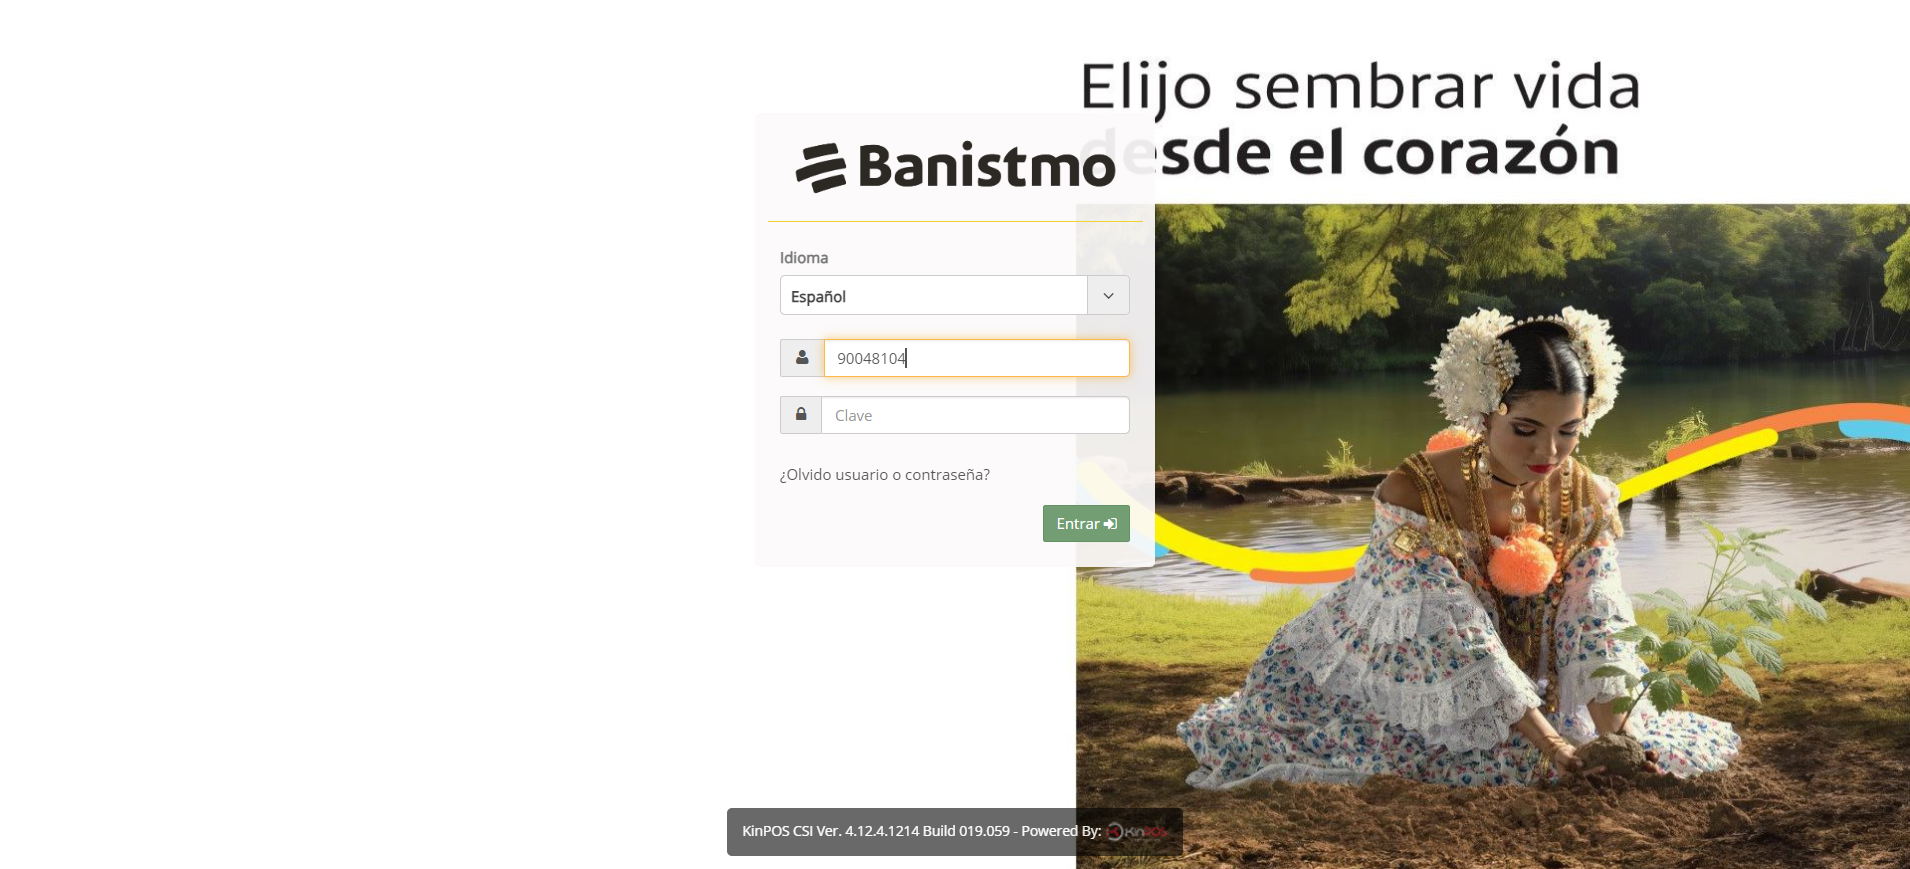 Elijo sembrar vida
desde el corazón
Banistmo
Idioma
Español
90048104
Clave
¿Olvido usuario o contraseña?
Entrar
KinPOS CSI Ver. 4.12.4.1214 Build 019.059 - Powered By: KinPOS